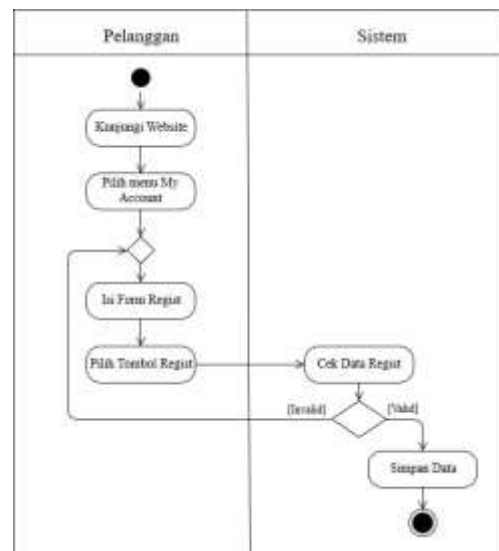 Pelanggan
Sistem
Kunjungi Website
Pilih menu My
Account
Isi Form Regist
Pilih Tombol Regist
Cek Data Regist
[Invalid]
[Valid]
Simpan Data